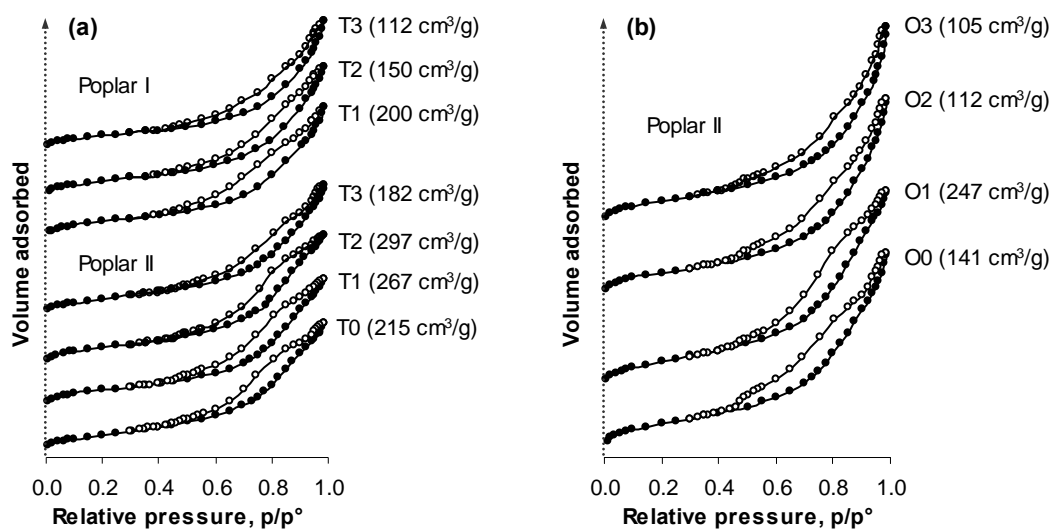 (a)
T3 (112 cm³/g)
Poplar I
T2 (150 cm³/g)
T1 (200 cm³/g)
T3 (182 cm³/g)
Poplar II
T2 (297 cm³/g)
T1 (267 cm³/g)
T0 (215 cm³/g)
Volume adsorbed
0.0 0.2 0.4 0.6 0.8 1.0
Relative pressure, p/p°
(b)
O3 (105 cm³/g)
O2 (112 cm³/g)
Poplar II
O1 (247 cm³/g)
O0 (141 cm³/g)
Volume adsorbed
0.0 0.2 0.4 0.6 0.8 1.0
Relative pressure, p/p°